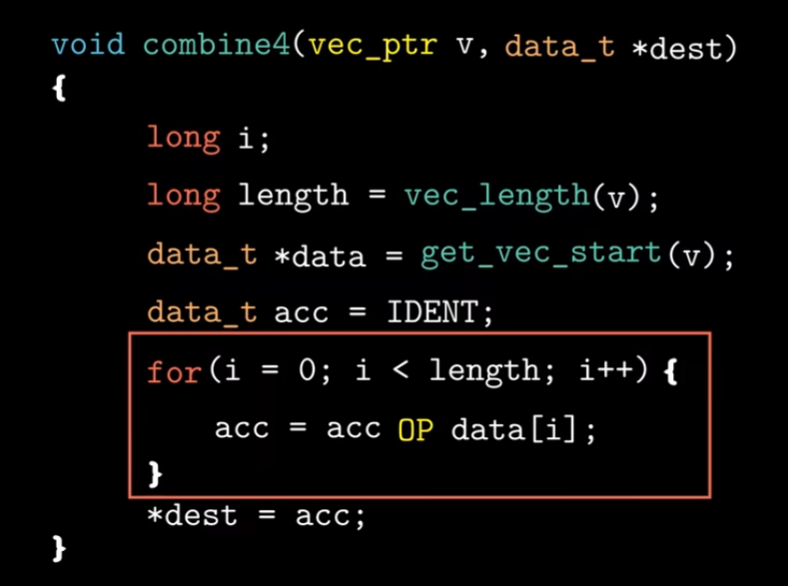 void combine4(vec_ptr v, data_t *dest)
{
long i;
long length = vec_length(v);
data_t *data = get_vec_start(v);
data_t acc = IDENT;
for(i = 0; i < length; i++) {
acc = acc OP data[i];
}
*dest = acc;
}